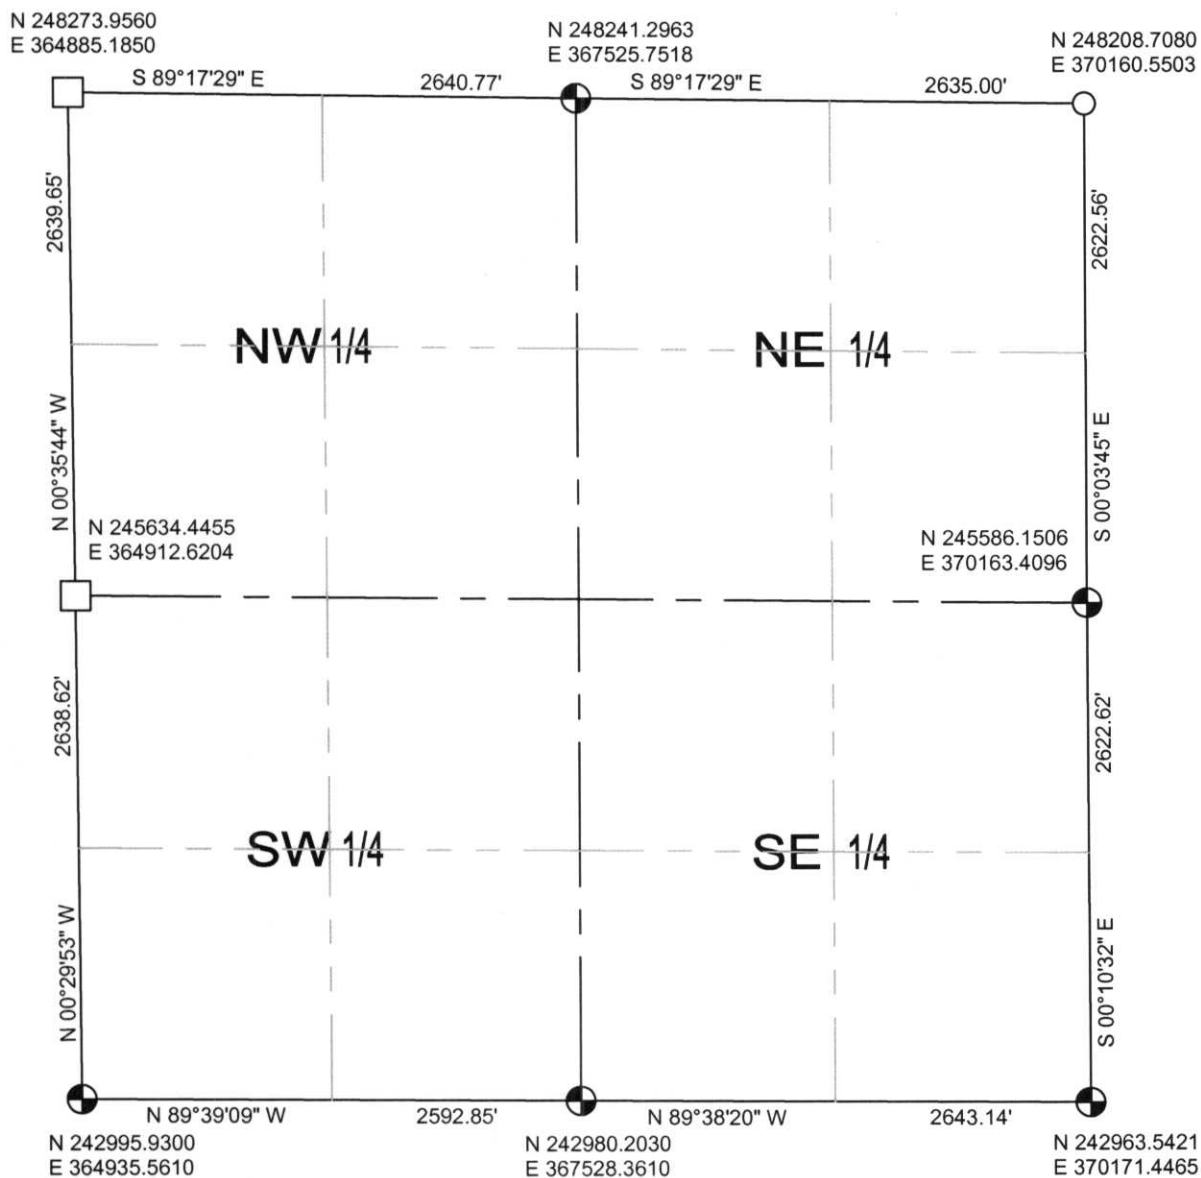 N 248273.9560
E 364885.1850
N 248241.2963
E 367525.7518
N 248208.7080
E 370160.5503
S 89°17'29" E
2640.77'
S 89°17'29" E
2635.00'
2639.65'
2622.56'
NW 1/4
NE 1/4
N 00°35'44" W
S 00°03'45" E
N 245634.4455
E 364912.6204
N 245586.1506
E 370163.4096
2638.62'
2622.62'
SW 1/4
SE 1/4
N 00°29'53" W
S 00°10'32" E
N 89°39'09" W
2592.85'
N 89°38'20" W
2643.14'
N 242995.9300
E 364935.5610
N 242980.2030
E 367528.3610
N 242963.5421
E 370171.4465